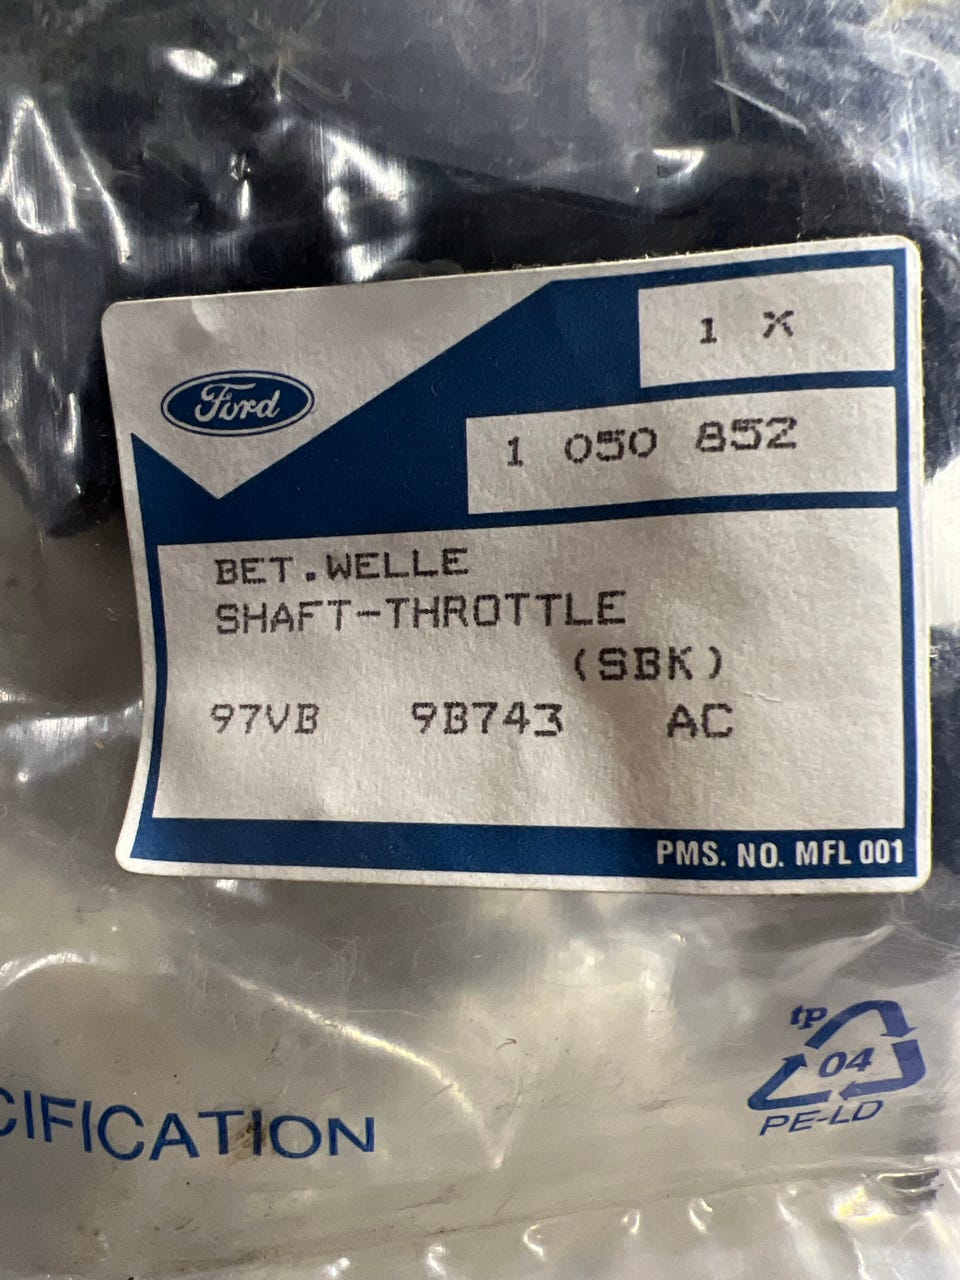 1 X
Ford
1 050 852
BET.WELLE
SHAFT-THROTTLE
(SBK)
97VB 9B743 AC
PMS. NO. MFL 001
tp
04
PE-LD
CIFICATION